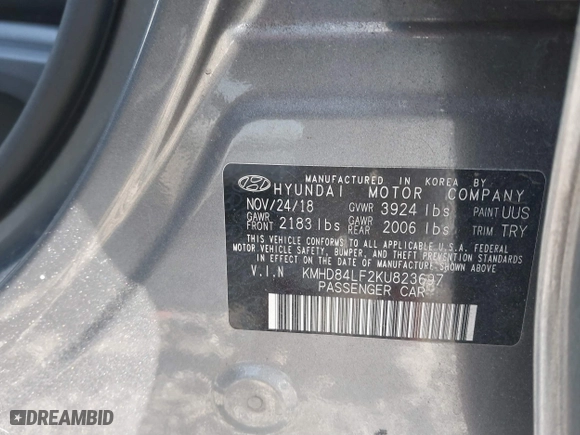 MANUFACTURED IN KOREA BY
HYUNDAI MOTOR COMPANY
NOV/24/18 GVWR 3924 lbs PAINT UUS
GAWR FRONT 2183 lbs GAWR REAR 2006 lbs TRIM TRY
THIS VEHICLE CONFORMS TO ALL APPLICABLE U.S.A. FEDERAL
MOTOR VEHICLE SAFETY, BUMPER, AND THEFT PREVENTION STANDARDS
IN EFFECT ON THE DATE OF MANUFACTURE SHOWN ABOVE.
V.I.N KMHD84LF2KU823697
PASSENGER CAR
DREAMBID